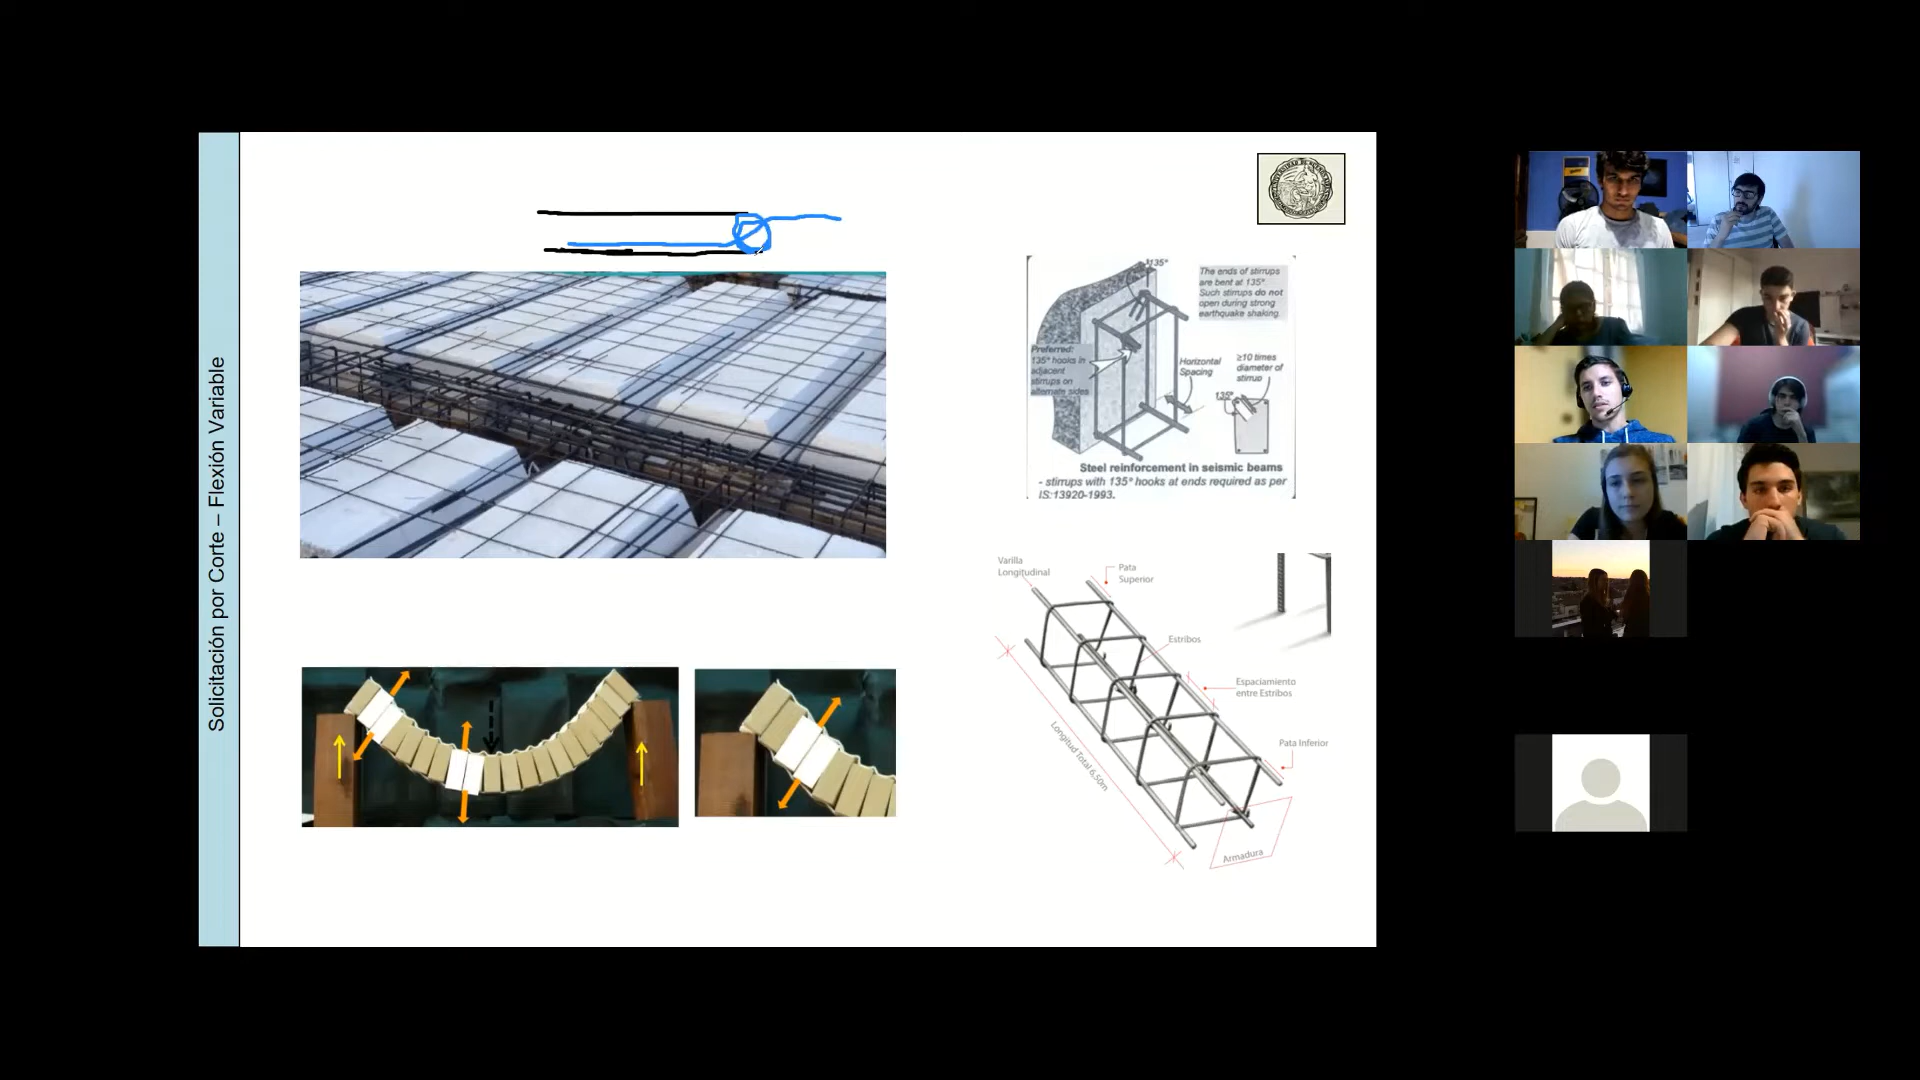 Solicitación por Corte – Flexión Variable
135°
The ends of stirrups
are bent at 135°.
Such stirrups do not
open during strong
earthquake shaking.
Preferred:
135° hooks in
adjacent
stirrups on
alternate sides
Horizontal
Spacing
≥10 times
diameter of
stirrup
135°
Steel reinforcement in seismic beams
- stirrups with 135° hooks at ends required as per
IS:13920-1993.
Varilla
Longitudinal
Pata
Superior
Estribos
Espaciamiento
entre Estribos
Longitud Total 6.50m
Pata Inferior
Armadura